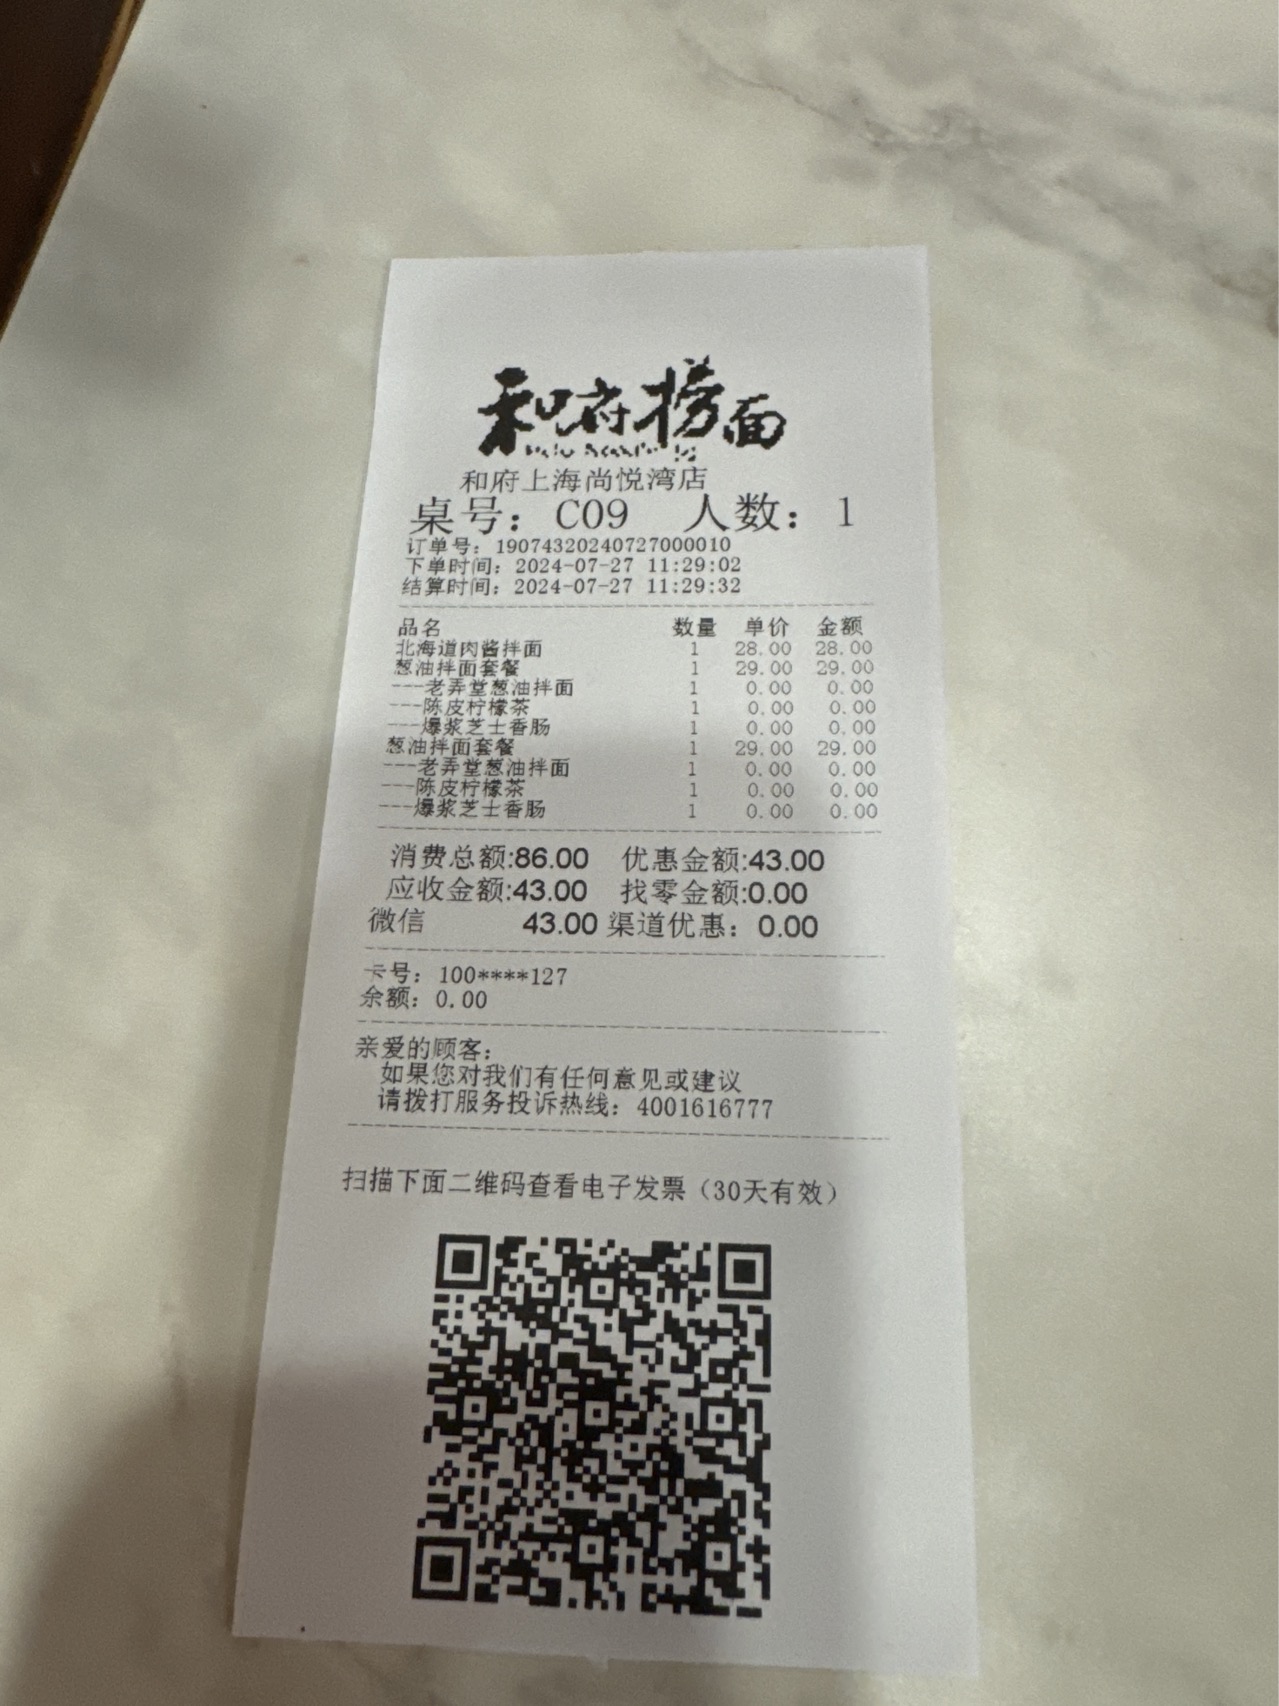 和府捞面
和府上海尚悦湾店
桌号: C09 人数: 1
订单号: 19074320240727000010
下单时间: 2024-07-27 11:29:02
结算时间: 2024-07-27 11:29:32
品名 数量 单价 金额
北海道肉酱拌面 1 28.00 28.00
葱油拌面套餐 1 29.00 29.00
---老弄堂葱油拌面 1 0.00 0.00
---陈皮柠檬茶 1 0.00 0.00
---爆浆芝士香肠 1 0.00 0.00
葱油拌面套餐 1 29.00 29.00
---老弄堂葱油拌面 1 0.00 0.00
---陈皮柠檬茶 1 0.00 0.00
---爆浆芝士香肠 1 0.00 0.00
消费总额:86.00 优惠金额:43.00
应收金额:43.00 找零金额:0.00
微信 43.00 渠道优惠: 0.00
卡号: 100****127
余额: 0.00
亲爱的顾客:
如果您对我们有任何意见或建议
请拨打服务投诉热线: 4001616777
扫描下面二维码查看电子发票（30天有效）